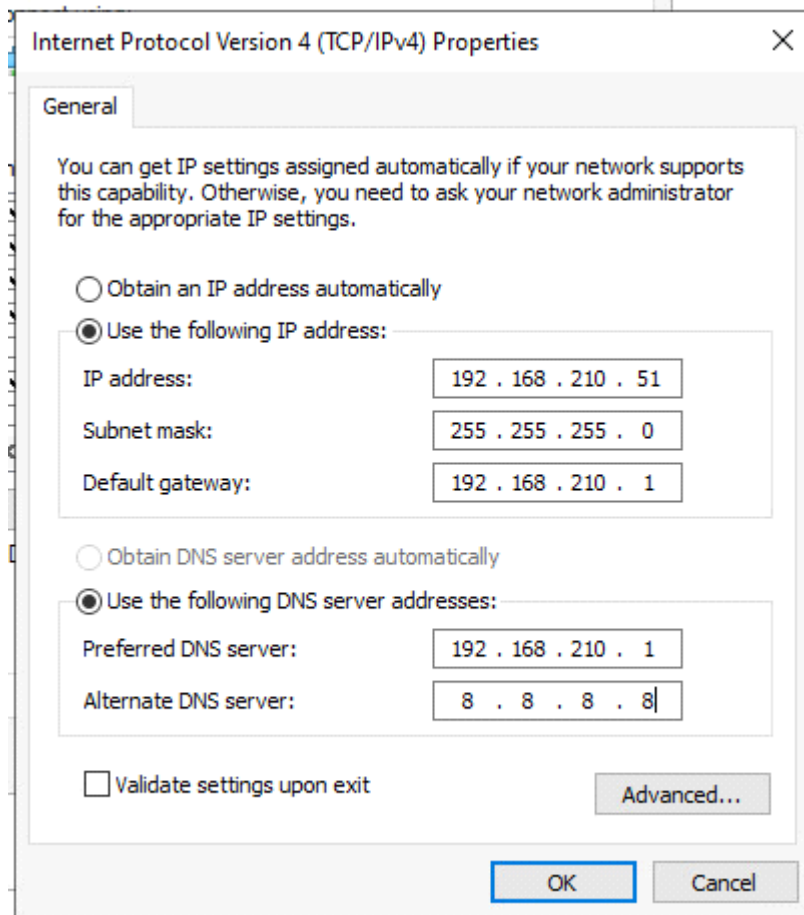 Internet Protocol Version 4 (TCP/IPv4) Properties
General
You can get IP settings assigned automatically if your network supports
this capability. Otherwise, you need to ask your network administrator
for the appropriate IP settings.
Obtain an IP address automatically
Use the following IP address:
IP address: 192 . 168 . 210 . 51
Subnet mask: 255 . 255 . 255 . 0
Default gateway: 192 . 168 . 210 . 1
Obtain DNS server address automatically
Use the following DNS server addresses:
Preferred DNS server: 192 . 168 . 210 . 1
Alternate DNS server: 8 . 8 . 8 . 8
Validate settings upon exit
Advanced...
OK Cancel